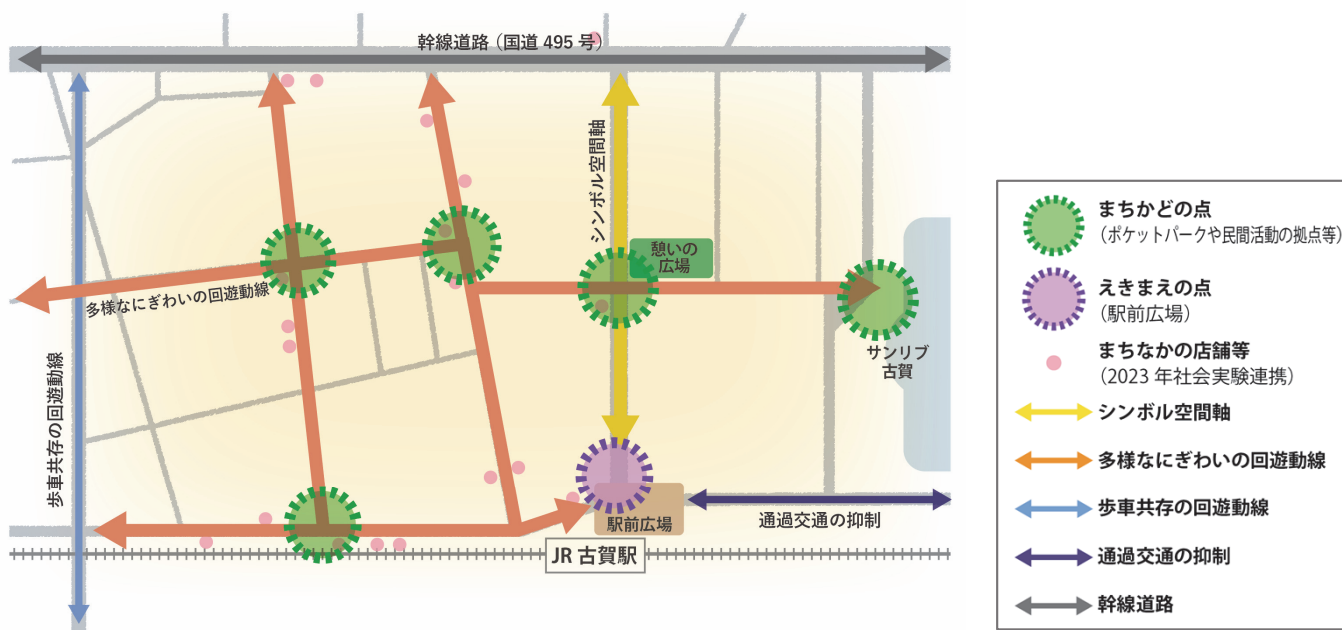 幹線道路（国道 495 号）
シンボル空間軸
憩いの
広場
多様なにぎわいの回遊動線
サンリブ
古賀
歩車共存の回遊動線
駅前広場
通過交通の抑制
JR 古賀駅
まちかどの点
（ポケットパークや民間活動の拠点等）
えきまえの点
（駅前広場）
まちなかの店舗等
（2023 年社会実験連携）
シンボル空間軸
多様なにぎわいの回遊動線
歩車共存の回遊動線
通過交通の抑制
幹線道路